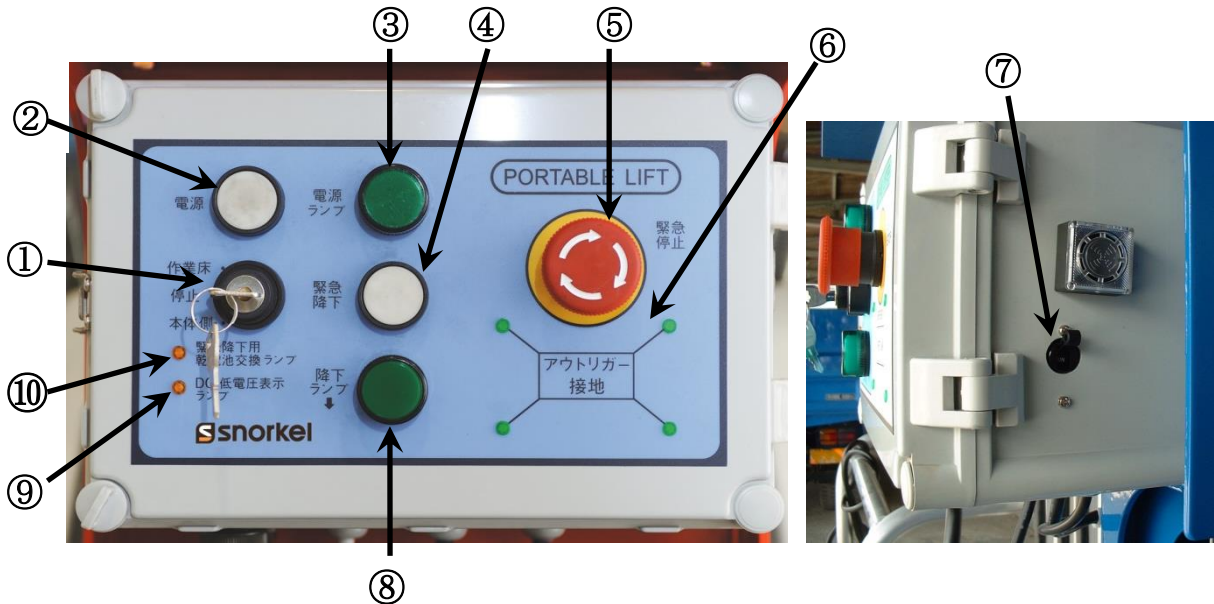 ③
④
⑤
⑥
⑦
②
PORTABLE LIFT
電源
電源
ランプ
緊急
停止
①
作業床
停止
本体側
緊急
降下
⑩
降下用
乾電池交換ランプ
DC低電圧表示
ランプ
アウトリガー
接地
降下
ランプ
⑨
snorkel
⑧